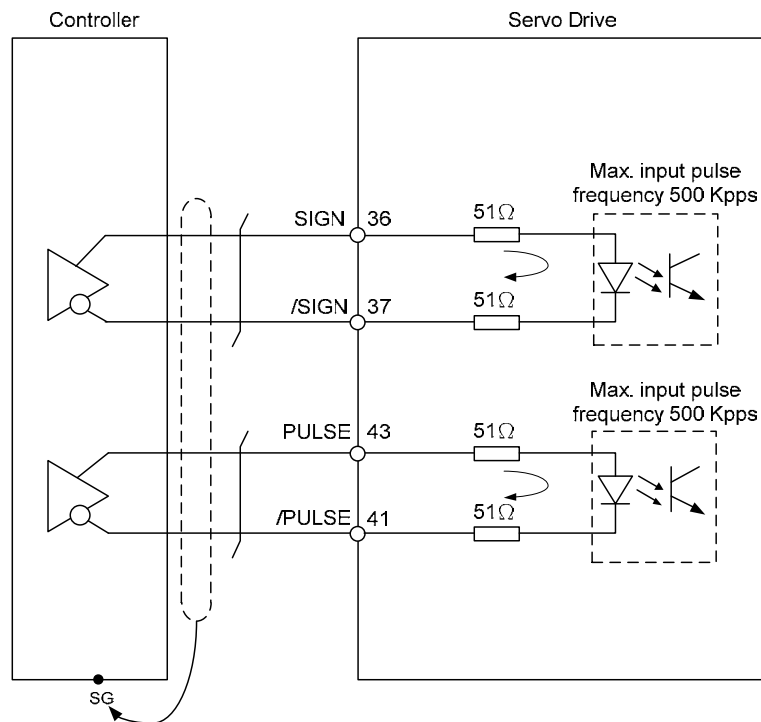 Controller
Servo Drive
Max. input pulse
frequency 500 Kpps
SIGN 36
51Ω
/SIGN 37
51Ω
Max. input pulse
frequency 500 Kpps
PULSE 43
51Ω
/PULSE 41
51Ω
SG